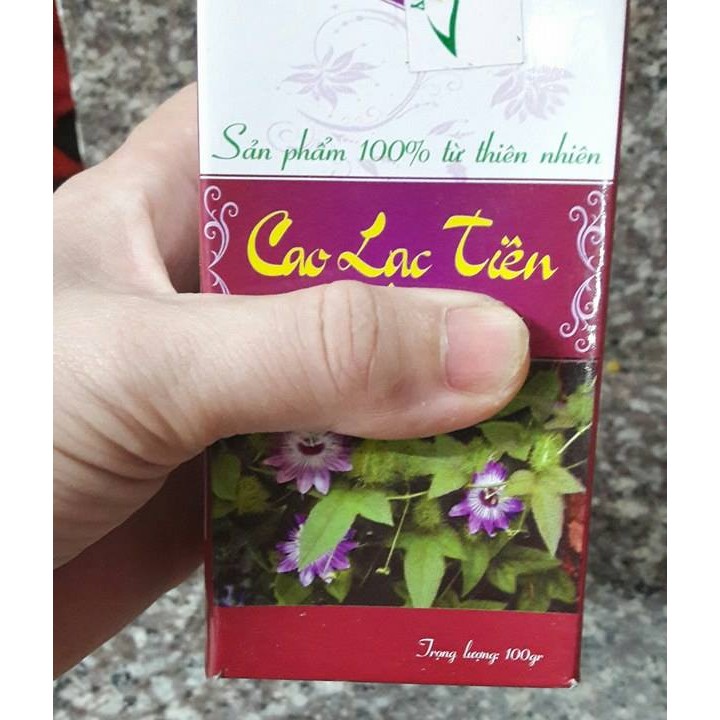 Sản phẩm 100% từ thiên nhiên
Cao Lạc Tiên
Trọng lượng: 100gr